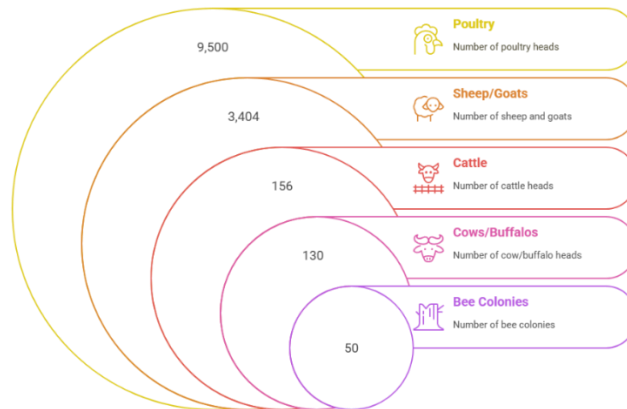 Poultry
9,500
Number of poultry heads
Sheep/Goats
3,404
Number of sheep and goats
Cattle
156
Number of cattle heads
Cows/Buffalos
130
Number of cow/buffalo heads
Bee Colonies
50
Number of bee colonies